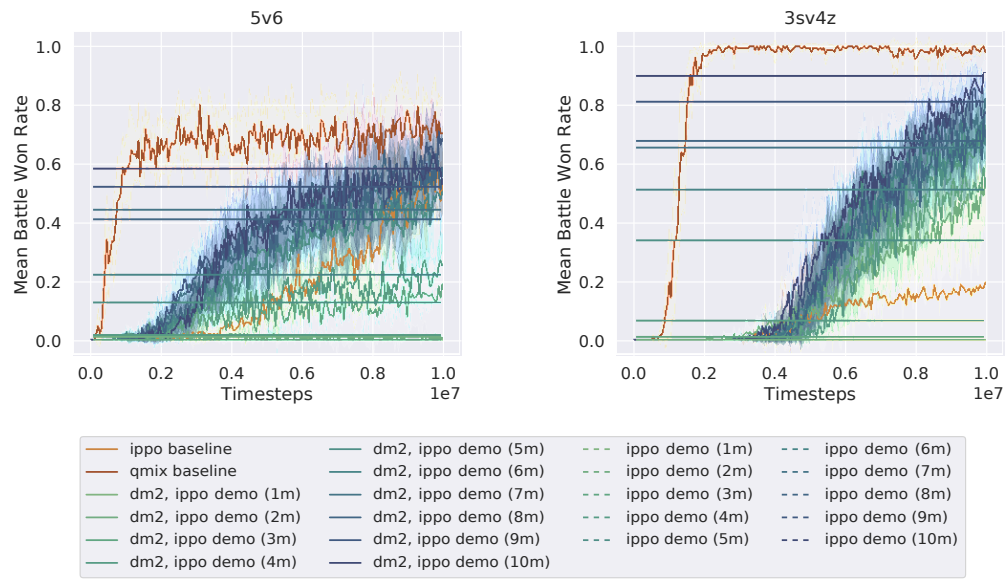 5v6
3sv4z
Mean Battle Won Rate
1.0
0.8
0.6
0.4
0.2
0.0
0.0 0.2 0.4 0.6 0.8 1.0
1e7
Timesteps
Mean Battle Won Rate
1.0
0.8
0.6
0.4
0.2
0.0
0.0 0.2 0.4 0.6 0.8 1.0
1e7
Timesteps
ippo baseline
qmix baseline
dm2, ippo demo (1m)
dm2, ippo demo (2m)
dm2, ippo demo (3m)
dm2, ippo demo (4m)
dm2, ippo demo (5m)
dm2, ippo demo (6m)
dm2, ippo demo (7m)
dm2, ippo demo (8m)
dm2, ippo demo (9m)
dm2, ippo demo (10m)
ippo demo (1m)
ippo demo (2m)
ippo demo (3m)
ippo demo (4m)
ippo demo (5m)
ippo demo (6m)
ippo demo (7m)
ippo demo (8m)
ippo demo (9m)
ippo demo (10m)